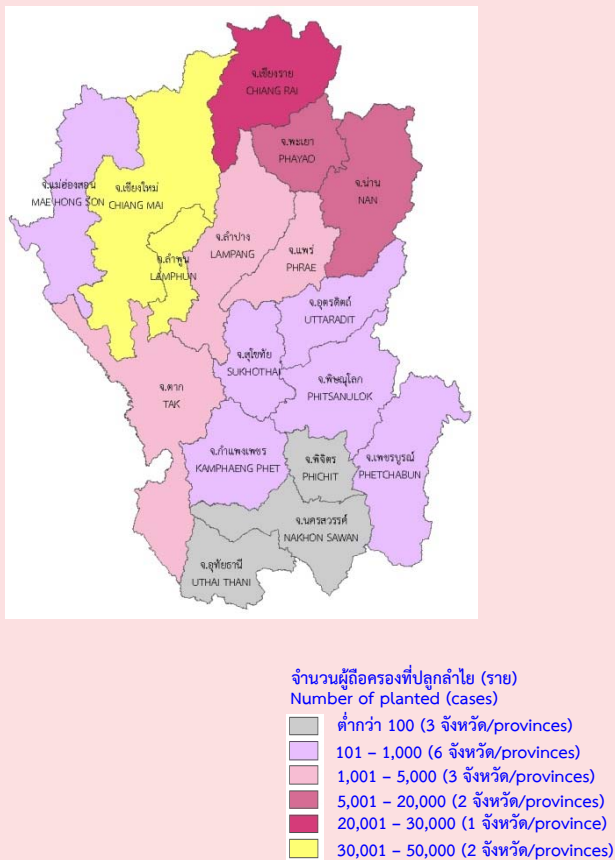 จ.เชียงราย
CHIANG RAI
จ.พะเยา
PHAYAO
จ.น่าน
NAN
จ.แม่ฮ่องสอน
MAE HONG SON
จ.เชียงใหม่
CHIANG MAI
จ.ลำปาง
LAMPANG
จ.ลำพูน
LAMPHUN
จ.แพร่
PHRAE
จ.อุตรดิตถ์
UTTARADIT
จ.สุโขทัย
SUKHOTHAI
จ.ตาก
TAK
จ.พิษณุโลก
PHITSANULOK
จ.กำแพงเพชร
KAMPHAENG PHET
จ.พิจิตร
PHICHIT
จ.เพชรบูรณ์
PHETCHABUN
จ.นครสวรรค์
NAKHON SAWAN
จ.อุทัยธานี
UTHAI THANI
จำนวนผู้ถือครองที่ปลูกลำไย (ราย)
Number of planted (cases)
ต่ำกว่า 100 (3 จังหวัด/provinces)
101 – 1,000 (6 จังหวัด/provinces)
1,001 – 5,000 (3 จังหวัด/provinces)
5,001 – 20,000 (2 จังหวัด/provinces)
20,001 – 30,000 (1 จังหวัด/province)
30,001 – 50,000 (2 จังหวัด/provinces)